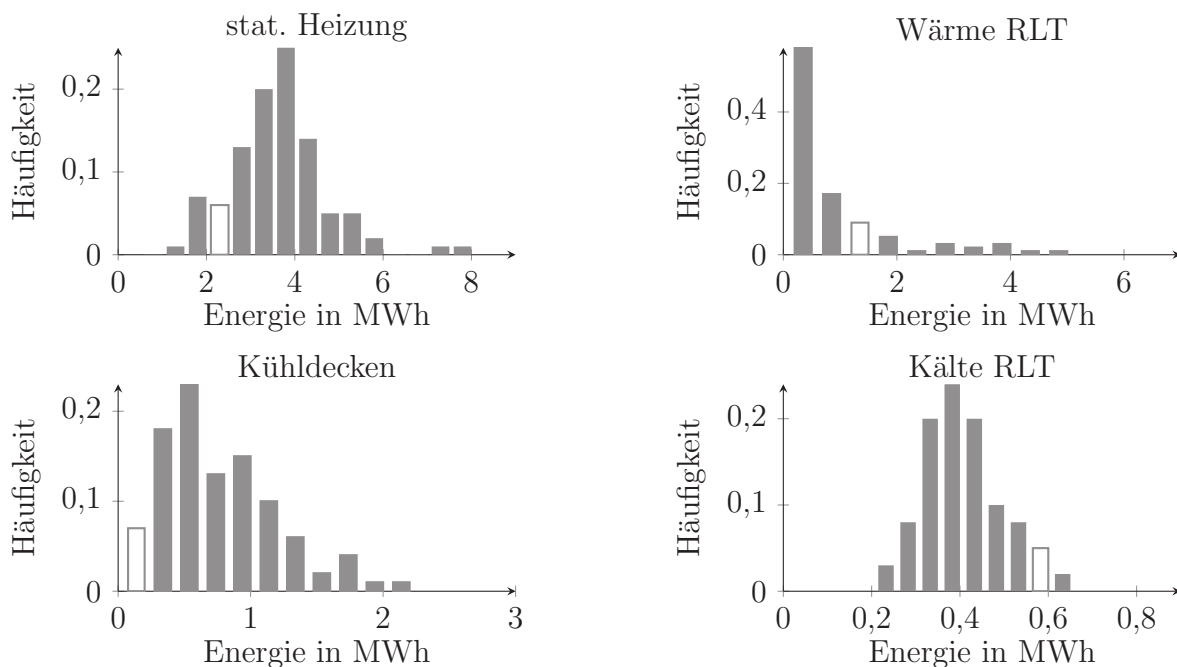 stat. Heizung
Häufigkeit
0,2
0,1
0
0 2 4 6 8
Energie in MWh
Wärme RLT
Häufigkeit
0,4
0,2
0
0 2 4 6
Energie in MWh
Kühldecken
Häufigkeit
0,2
0,1
0
0 1 2 3
Energie in MWh
Kälte RLT
Häufigkeit
0,2
0,1
0
0 0,2 0,4 0,6 0,8
Energie in MWh